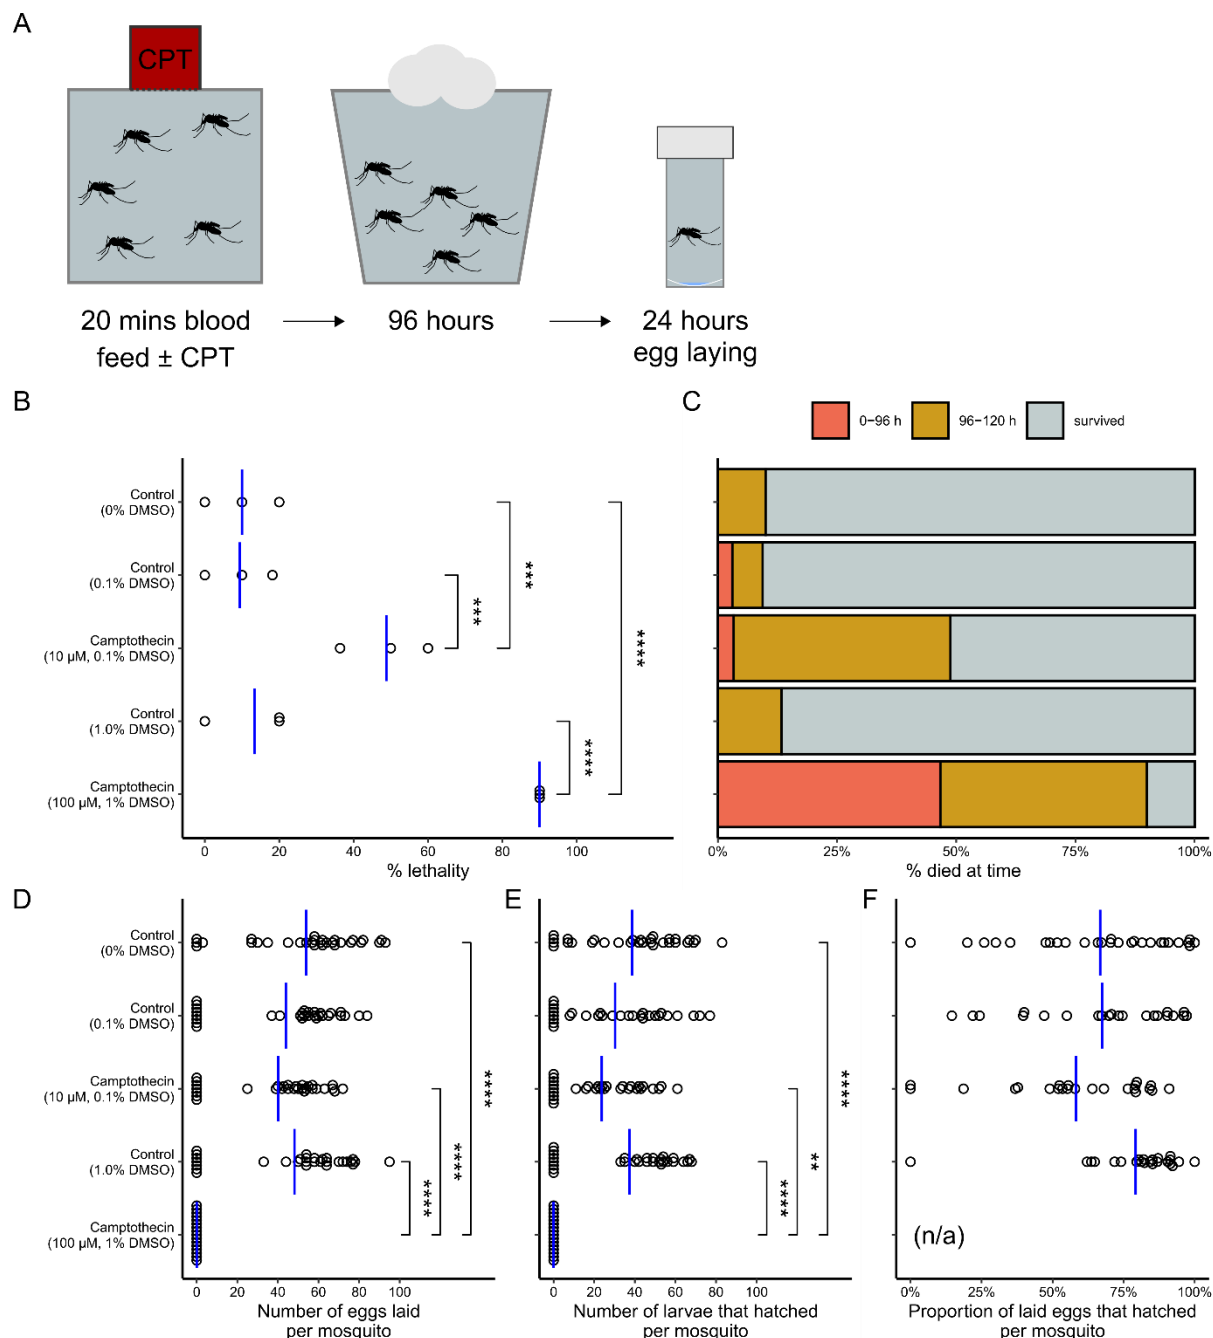 A
CPT
20 mins blood
feed ± CPT
96 hours
24 hours
egg laying
B
Control
(0% DMSO)
Control
(0.1% DMSO)
Camptothecin
(10 µM, 0.1% DMSO)
Control
(1.0% DMSO)
Camptothecin
(100 µM, 1% DMSO)
***
***
****
****
0 20 40 60 80 100
% lethality
C
0−96 h
96−120 h
survived
0% 25% 50% 75% 100%
% died at time
D
Control
(0% DMSO)
Control
(0.1% DMSO)
Camptothecin
(10 µM, 0.1% DMSO)
Control
(1.0% DMSO)
Camptothecin
(100 µM, 1% DMSO)
****
****
****
0 20 40 60 80 100
Number of eggs laid
per mosquito
E
****
**
****
0 20 40 60 80 100
Number of larvae that hatched
per mosquito
F
(n/a)
0% 25% 50% 75% 100%
Proportion of laid eggs that hatched
per mosquito